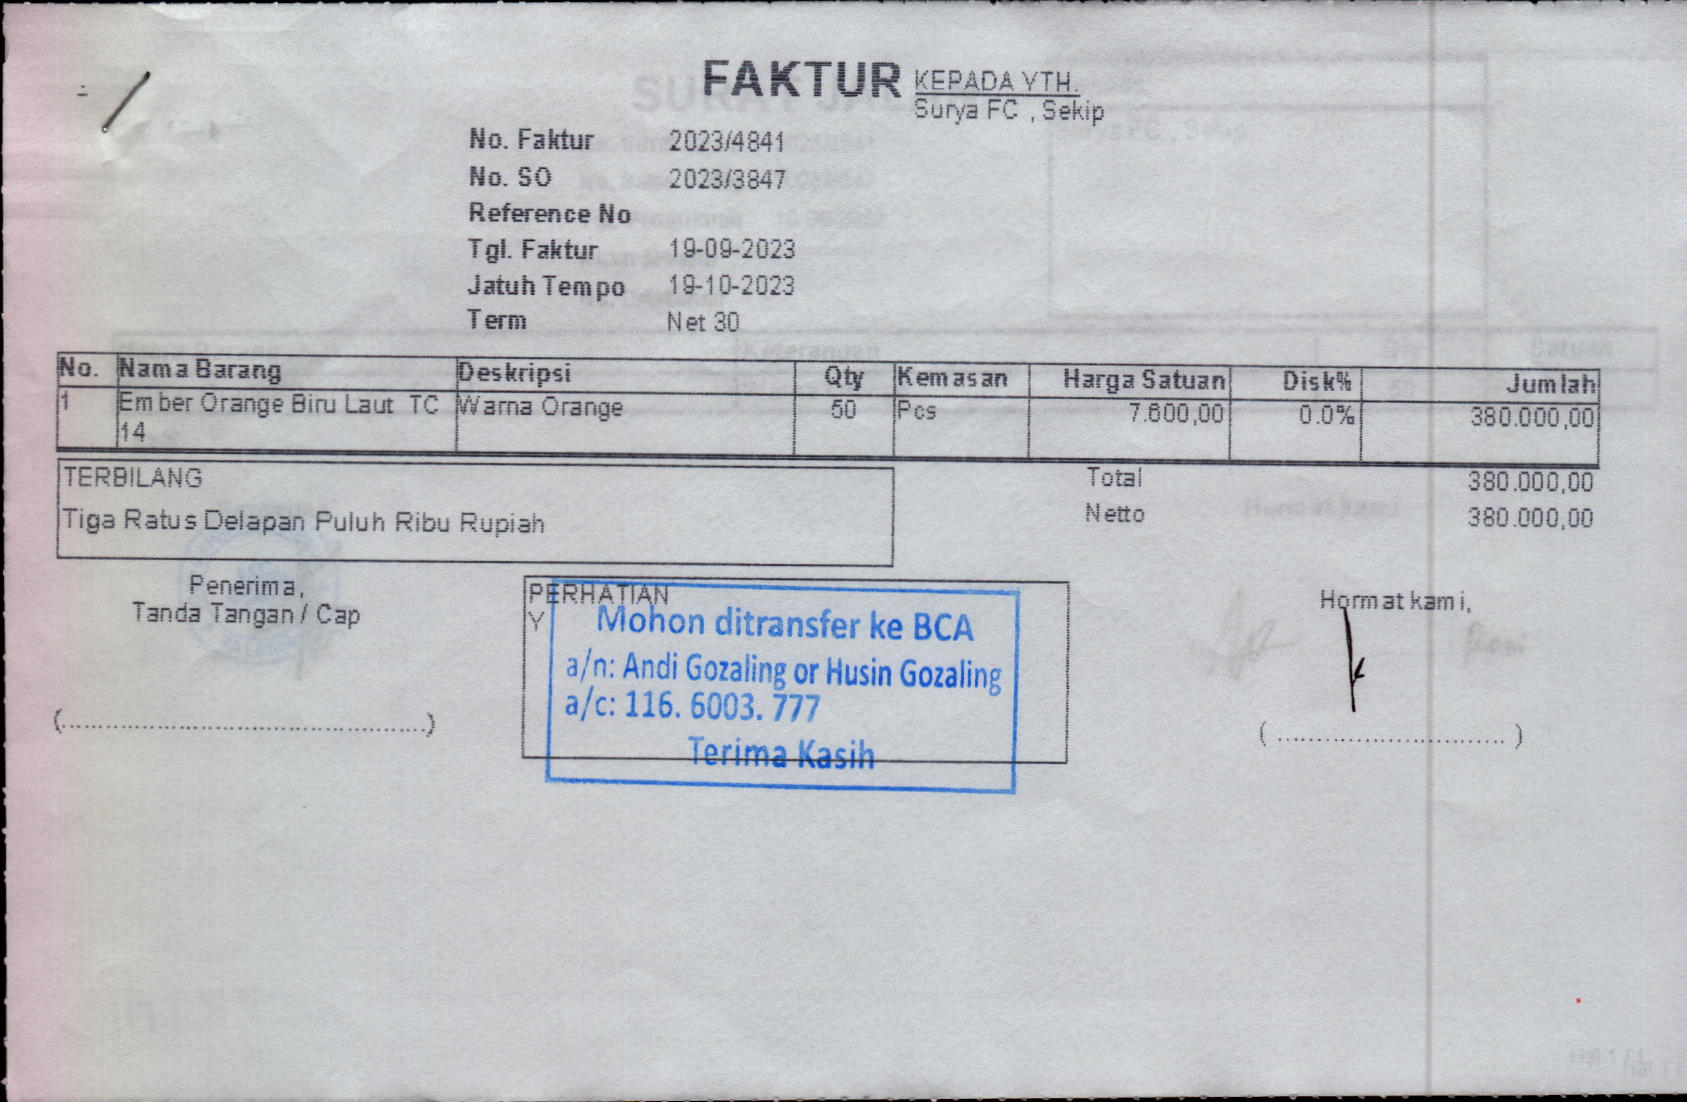 FAKTUR
KEPADA YTH.
Surya FC , Sekip
No. Faktur 2023/4841
No. SO 2023/3847
Reference No
Tgl. Faktur 19-09-2023
Jatuh Tempo 19-10-2023
Term Net 30
No. Nama Barang Deskripsi Qty Kemasan Harga Satuan Disk% Jumlah
1 Ember Orange Biru Laut TC Warna Orange 50 Pcs 7.600,00 0.0% 380.000,00
14
TERBILANG
Tiga Ratus Delapan Puluh Ribu Rupiah
Total 380.000,00
Netto 380.000,00
Penerima,
Tanda Tangan / Cap
(..............................................)
PERHATIAN
Y
Mohon ditransfer ke BCA
a/n: Andi Gozaling or Husin Gozaling
a/c: 116. 6003. 777
Terima Kasih
Hormat kami,
( ............................. )